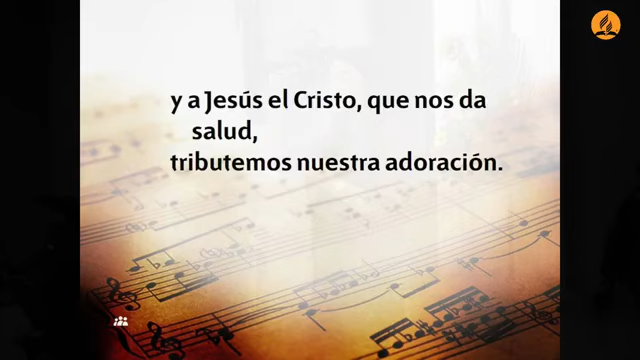 y a Jesús el Cristo, que nos da
salud,
tributemos nuestra adoración.